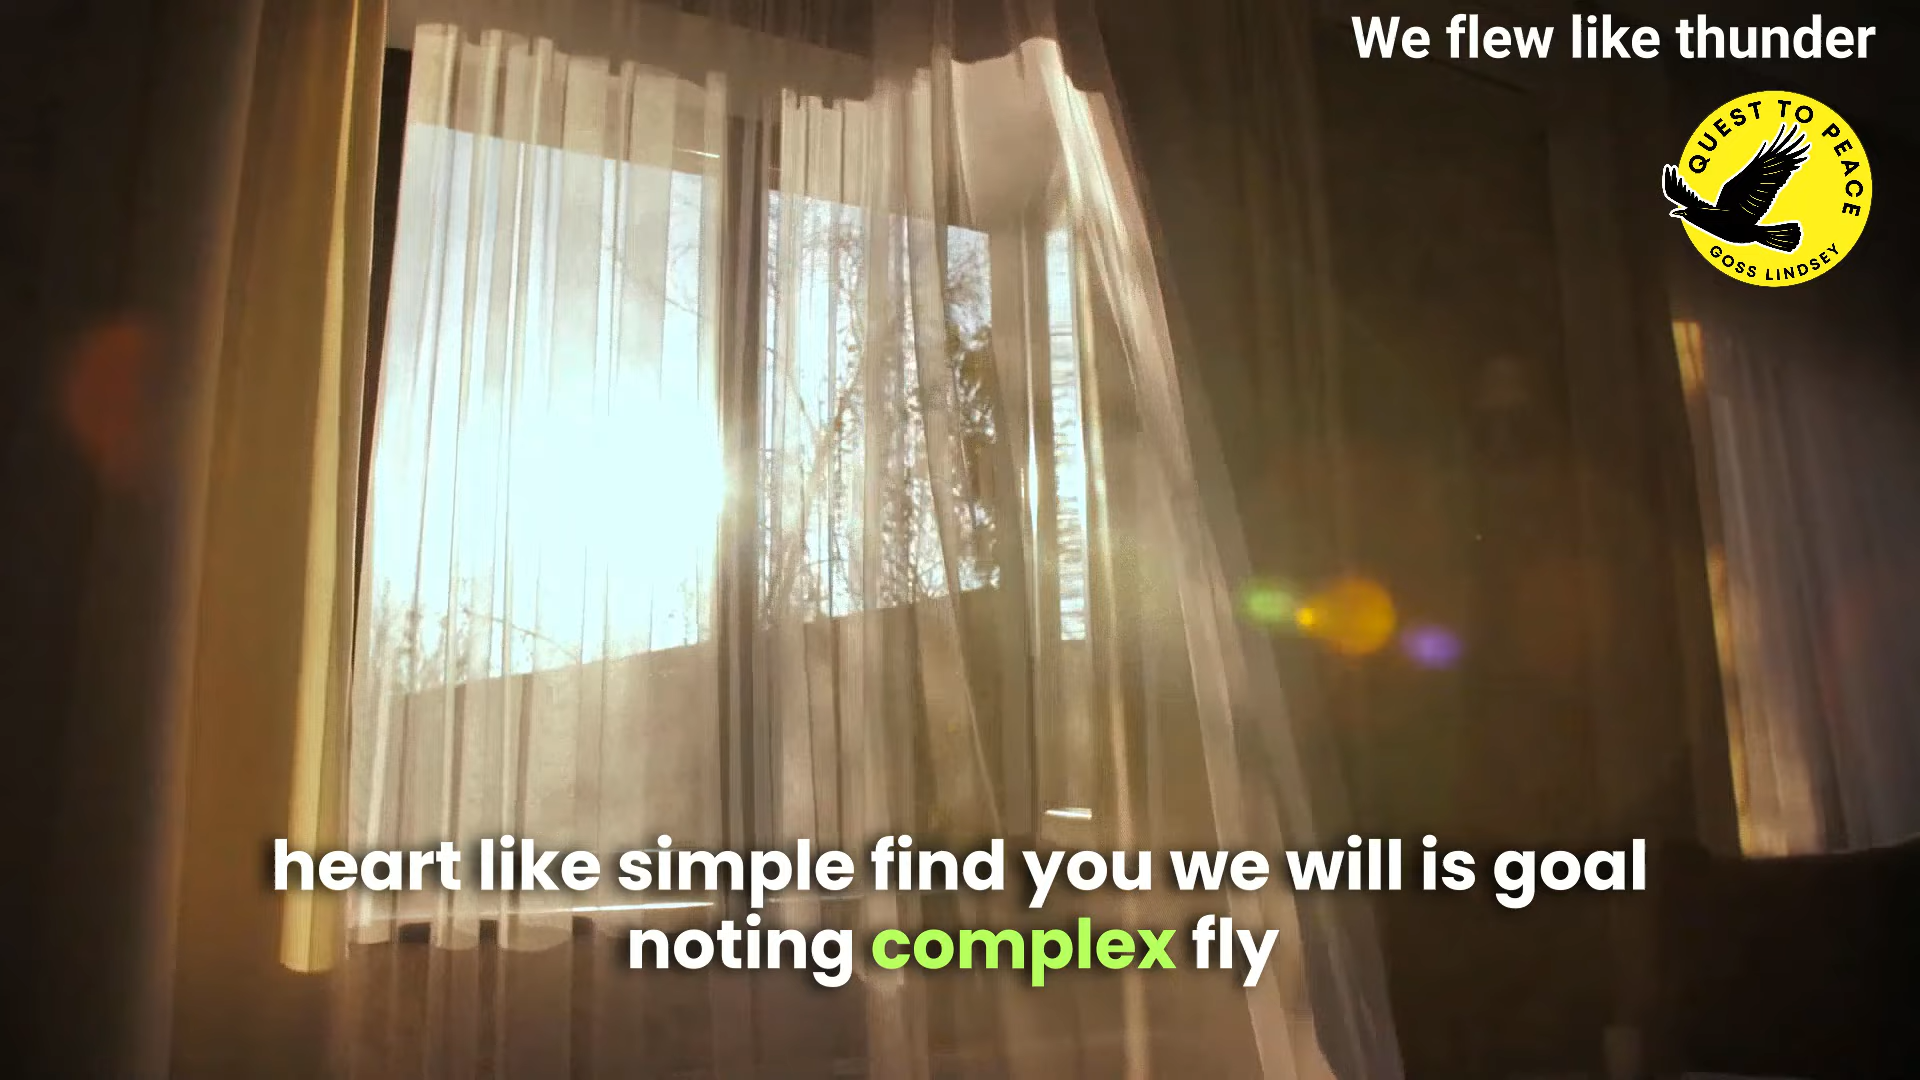 We flew like thunder
QUEST TO PEACE
GOSS LINDSEY
heart like simple find you we will is goal
noting complex fly